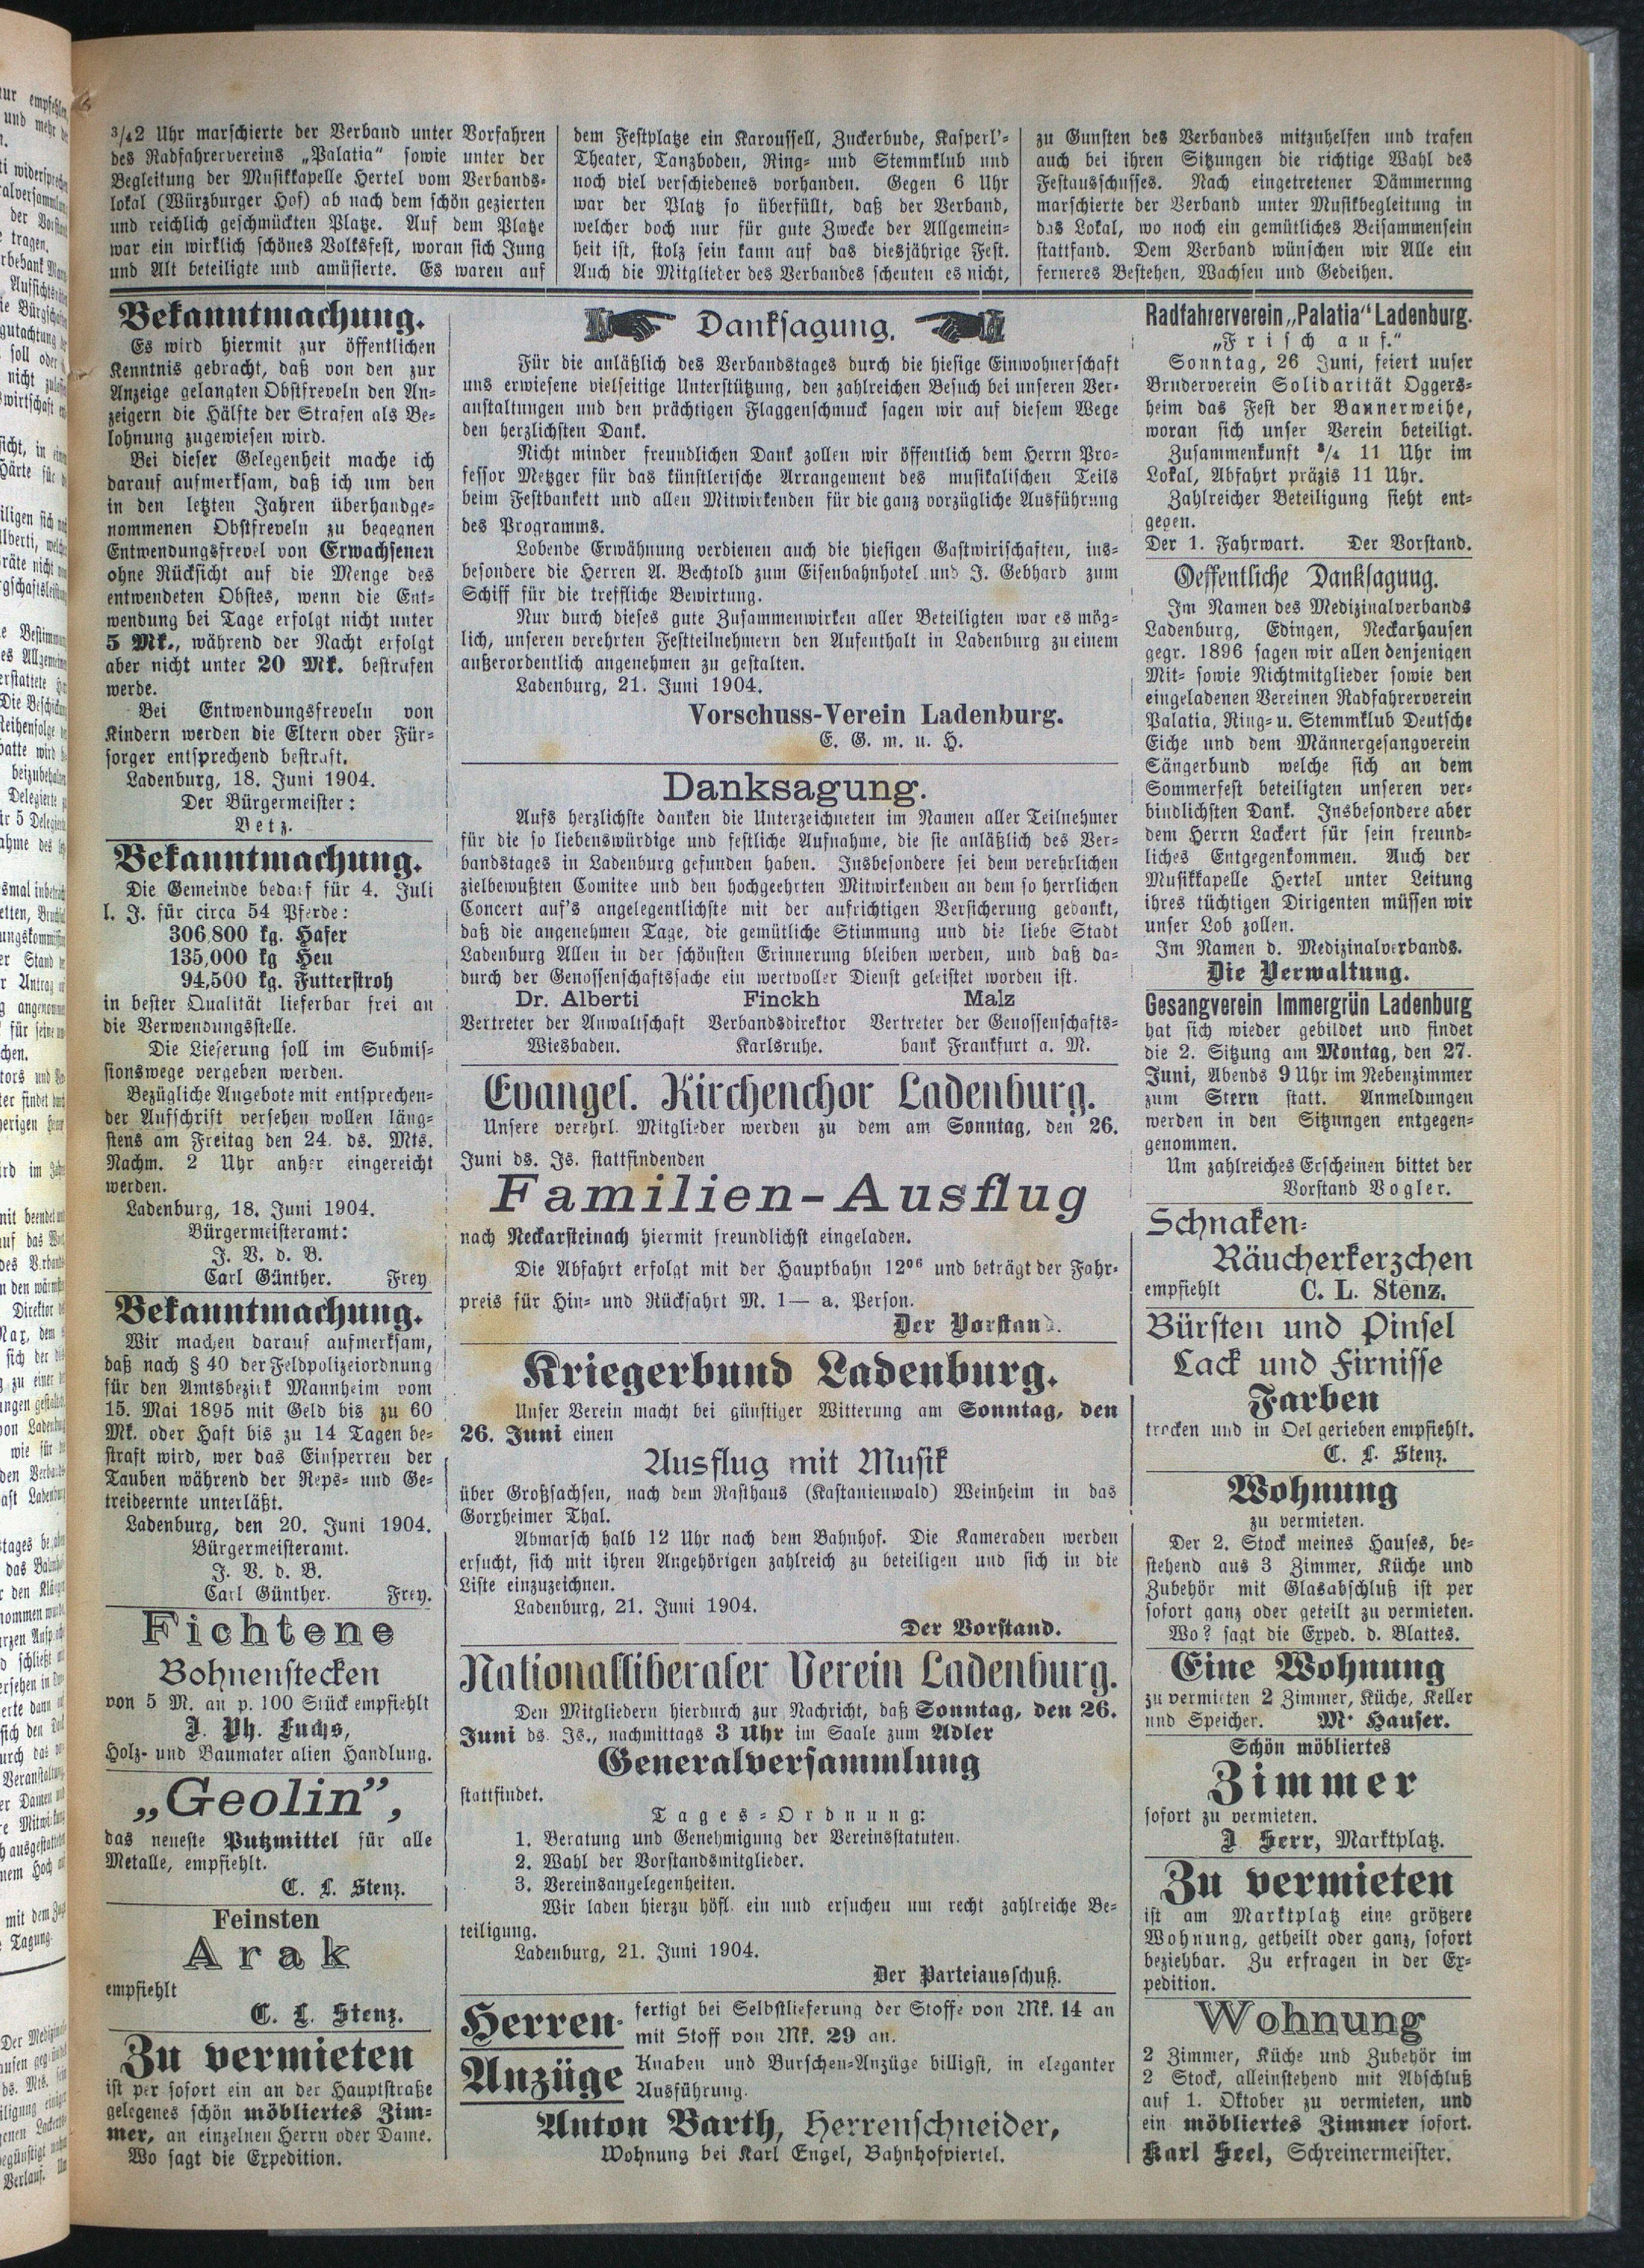 3/42 Uhr marschierte der Verband unter Vorfahren
des Radfahrervereins „Palatia“ sowie unter der
Begleitung der Musikkapelle Hertel vom Verbands-
lokal (Würzburger Hof) ab nach dem schön gezierten
und reichlich geschmückten Platze. Auf dem Platze
war ein wirklich schönes Volksfest, woran sich Jung
und Alt beteiligte und amüsierte. Es waren auf
dem Festplatze ein Karoussell, Zuckerbude, Kasperl's-
Theater, Tanzboden, Ring- und Stemmklub und
noch viel verschiedenes vorhanden. Gegen 6 Uhr
war der Platz so überfüllt, daß der Verband,
welcher doch nur für gute Zwecke der Allgemein-
heit ist, stolz sein kann auf das diesjährige Fest.
Auch die Mitglieder des Verbandes scheuten es nicht,
zu Gunsten des Verbandes mitzuhelfen und trafen
auch bei ihren Sitzungen die richtige Wahl des
Festausschusses. Nach eingetretener Dämmerung
marschierte der Verband unter Musikbegleitung in
das Lokal, wo noch ein gemütliches Beisammensein
stattfand. Dem Verband wünschen wir Alle ein
ferneres Bestehen, Wachsen und Gedeihen.
Bekanntmachung.
Es wird hiermit zur öffentlichen
Kenntnis gebracht, daß von den zur
Anzeige gelangten Obstfreveln den An-
zeigern die Hälfte der Strafen als Be-
lohnung zugewiesen wird.
Bei dieser Gelegenheit mache ich
darauf aufmerksam, daß ich um den
in den letzten Jahren überhandge-
nommenen Obstfreveln zu begegnen
Entwendungsfrevel von Erwachsenen
ohne Rücksicht auf die Menge des
entwendeten Obstes, wenn die Ent-
wendung bei Tage erfolgt nicht unter
5 Mk., während der Nacht erfolgt
aber nicht unter 20 Mk. bestrafen
werde.
Bei Entwendungsfreveln von
Kindern werden die Eltern oder Für-
sorger entsprechend bestraft.
Ladenburg, 18. Juni 1904.
Der Bürgermeister:
Betz.
Bekanntmachung.
Die Gemeinde bedarf für 4. Juli
l. J. für circa 54 Pferde:
306,800 kg. Hafer
135,000 kg Heu
94,500 kg. Futterstroh
in bester Qualität lieferbar frei an
die Verwendungsstelle.
Die Lieferung soll im Submis-
sionswege vergeben werden.
Bezügliche Angebote mit entsprechen-
der Aufschrift versehen wollen läng-
stens am Freitag den 24. ds. Mts.
Nachm. 2 Uhr anher eingereicht
werden.
Ladenburg, 18. Juni 1904.
Bürgermeisteramt:
J. V. d. B.
Carl Günther. Frey
Bekanntmachung.
Wir machen darauf aufmerksam,
daß nach § 40 der Feldpolizeiordnung
für den Amtsbezirk Mannheim vom
15. Mai 1895 mit Geld bis zu 60
Mk. oder Haft bis zu 14 Tagen be-
straft wird, wer das Einsperren der
Tauben während der Reps- und Ge-
treideernte unterläßt.
Ladenburg, den 20. Juni 1904.
Bürgermeisteramt.
J. V. d. B.
Carl Günther. Frey.
Fichtene
Bohnenstecken
von 5 M. an p. 100 Stück empfiehlt
J. Ph. Fuchs,
Holz- und Baumater alien Handlung.
„Geolin”,
das neueste Putzmittel für alle
Metalle, empfiehlt.
C. L. Stenz.
Feinsten
Arak
empfiehlt
C. L. Stenz.
Zu vermieten
ist per sofort ein an der Hauptstraße
gelegenes schön möbliertes Zim-
mer, an einzelnen Herrn oder Dame.
Wo sagt die Expedition.
Danksagung.
Für die anläßlich des Verbandstages durch die hiesige Einwohnerschaft
uns erwiesene vielseitige Unterstützung, den zahlreichen Besuch bei unseren Ver-
anstaltungen und den prächtigen Flaggenschmuck sagen wir auf diesem Wege
den herzlichsten Dank.
Nicht minder freundlichen Dank zollen wir öffentlich dem Herrn Pro-
fessor Metzger für das künstlerische Arrangement des musikalischen Teils
beim Festbankett und allen Mitwirkenden für die ganz vorzügliche Ausführung
des Programms.
Lobende Erwähnung verdienen auch die hiesigen Gastwirtschaften, ins-
besondere die Herren A. Bechtold zum Eisenbahnhotel und J. Gebhard zum
Schiff für die treffliche Bewirtung.
Nur durch dieses gute Zusammenwirken aller Beteiligten war es mög-
lich, unseren verehrten Festteilnehmern den Aufenthalt in Ladenburg zu einem
außerordentlich angenehmen zu gestalten.
Ladenburg, 21. Juni 1904.
Vorschuss-Verein Ladenburg.
E. G. m. u. H.
Danksagung.
Aufs herzlichste danken die Unterzeichneten im Namen aller Teilnehmer
für die so liebenswürdige und festliche Aufnahme, die sie anläßlich des Ver-
bandstages in Ladenburg gefunden haben. Insbesondere sei dem verehrlichen
zielbewußten Comitee und den hochgeehrten Mitwirkenden an dem so herrlichen
Concert auf's angelegentlichste mit der aufrichtigen Versicherung gedankt,
daß die angenehmen Tage, die gemütliche Stimmung und die liebe Stadt
Ladenburg Allen in der schönsten Erinnerung bleiben werden, und daß da-
durch der Genossenschaftssache ein wertvoller Dienst geleistet worden ist.
Dr. Alberti Finckh Malz
Vertreter der Anwaltschaft Verbandsdirektor Vertreter der Genossenschafts-
Wiesbaden. Karlsruhe. bank Frankfurt a. M.
Evangel. Kirchenchor Ladenburg.
Unsere verehrl. Mitglieder werden zu dem am Sonntag, den 26.
Juni ds. Js. stattfindenden
Familien-Ausflug
nach Neckarsteinach hiermit freundlichst eingeladen.
Die Abfahrt erfolgt mit der Hauptbahn 12⁰⁶ und beträgt der Fahr-
preis für Hin- und Rückfahrt M. 1— a. Person.
Der Vorstand.
Kriegerbund Ladenburg.
Unser Verein macht bei günstiger Witterung am Sonntag, den
26. Juni einen
Ausflug mit Musik
über Großsachsen, nach dem Rasthaus (Kastanienwald) Weinheim in das
Gorxheimer Thal.
Abmarsch halb 12 Uhr nach dem Bahnhof. Die Kameraden werden
ersucht, sich mit ihren Angehörigen zahlreich zu beteiligen und sich in die
Liste einzuzeichnen.
Ladenburg, 21. Juni 1904.
Der Vorstand.
Nationalliberaler Verein Ladenburg.
Den Mitgliedern hierdurch zur Nachricht, daß Sonntag, den 26.
Juni ds. Js., nachmittags 3 Uhr im Saale zum Adler
Generalversammlung
stattfindet.
Tages-Ordnung:
1. Beratung und Genehmigung der Vereinsstatuten.
2. Wahl der Vorstandsmitglieder.
3. Vereinsangelegenheiten.
Wir laden hierzu höfl. ein und ersuchen um recht zahlreiche Be-
teiligung.
Ladenburg, 21. Juni 1904.
Der Parteiausschuß.
Herren-
Anzüge
fertigt bei Selbstlieferung der Stoffe von Mk. 14 an
mit Stoff von Mk. 29 an.
Knaben und Burschen-Anzüge billigst, in eleganter
Ausführung.
Anton Barth, Herrenschneider,
Wohnung bei Karl Engel, Bahnhofviertel.
Radfahrerverein „Palatia“ Ladenburg.
„Frisch auf.“
Sonntag, 26 Juni, feiert unser
Bruderverein Solidarität Oggers-
heim das Fest der Bannerweihe,
woran sich unser Verein beteiligt.
Zusammenkunft 3/4 11 Uhr im
Lokal, Abfahrt präzis 11 Uhr.
Zahlreicher Beteiligung sieht ent-
gegen.
Der 1. Fahrwart. Der Vorstand.
Oeffentliche Danksagung.
Im Namen des Medizinalverbands
Ladenburg, Edingen, Neckarhausen
gegr. 1896 sagen wir allen denjenigen
Mit- sowie Nichtmitglieder sowie den
eingeladenen Vereinen Radfahrerverein
Palatia, Ring- u. Stemmklub Deutsche
Eiche und dem Männergesangverein
Sängerbund welche sich an dem
Sommerfest beteiligten unseren ver-
bindlichsten Dank. Insbesondere aber
dem Herrn Lackert für sein freund-
liches Entgegenkommen. Auch der
Musikkapelle Hertel unter Leitung
ihres tüchtigen Dirigenten müssen wir
unser Lob zollen.
Im Namen d. Medizinalverbands.
Die Verwaltung.
Gesangverein Immergrün Ladenburg
hat sich wieder gebildet und findet
die 2. Sitzung am Montag, den 27.
Juni, Abends 9 Uhr im Nebenzimmer
zum Stern statt. Anmeldungen
werden in den Sitzungen entgegen-
genommen.
Um zahlreiches Erscheinen bittet der
Vorstand Vogler.
Schnaken-
Räucherkerzchen
empfiehlt C. L. Stenz.
Bürsten und Pinsel
Lack und Firnisse
Farben
trocken und in Oel gerieben empfiehlt.
C. L. Stenz.
Wohnung
zu vermieten.
Der 2. Stock meines Hauses, be-
stehend aus 3 Zimmer, Küche und
Zubehör mit Glasabschluß ist per
sofort ganz oder geteilt zu vermieten.
Wo? sagt die Exped. d. Blattes.
Eine Wohnung
zu vermieten 2 Zimmer, Küche, Keller
und Speicher. M. Hauser.
Schön möbliertes
Zimmer
sofort zu vermieten.
J. Herr, Marktplatz.
Zu vermieten
ist am Marktplatz eine größere
Wohnung, getheilt oder ganz, sofort
beziehbar. Zu erfragen in der Ex-
pedition.
Wohnung
2 Zimmer, Küche und Zubehör im
2 Stock, alleinstehend mit Abschluß
auf 1. Oktober zu vermieten, und
ein möbliertes Zimmer sofort.
Karl Heel, Schreinermeister.